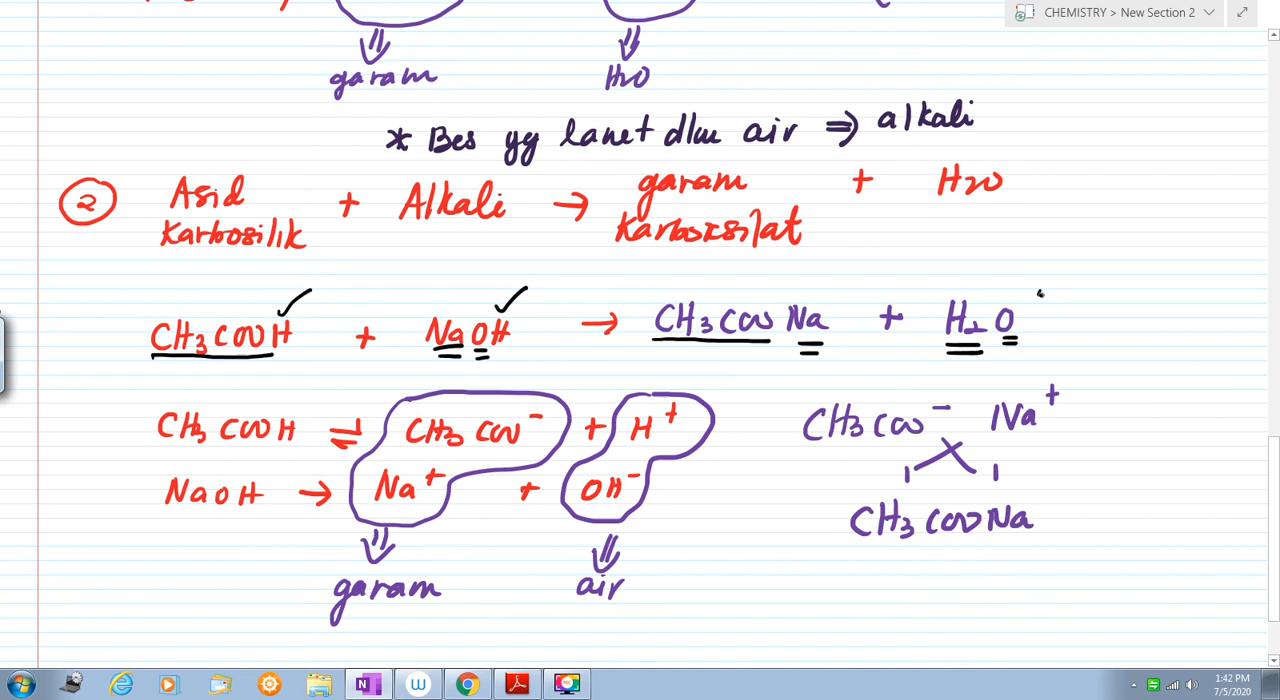 CHEMISTRY > New Section 2
garam H2O
* Bes yg larut dlm air ⇒ alkali
② Asid + Alkali → garam + H2O
karbosilik karboksilat
CH3COOH + NaOH → CH3COONa + H2O
CH3COOH ⇌ CH3COO⁻ + H⁺
NaOH → Na⁺ + OH⁻
CH3COO⁻ Na⁺
1 1
CH3COONa
garam air
1:42 PM
7/5/2020